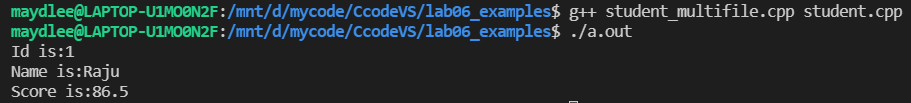 maydlee@LAPTOP-U1MO0N2F:/mnt/d/mycode/CcodeVS/lab06_examples$ g++ student_multifile.cpp student.cpp
maydlee@LAPTOP-U1MO0N2F:/mnt/d/mycode/CcodeVS/lab06_examples$ ./a.out
Id is:1
Name is:Raju
Score is:86.5